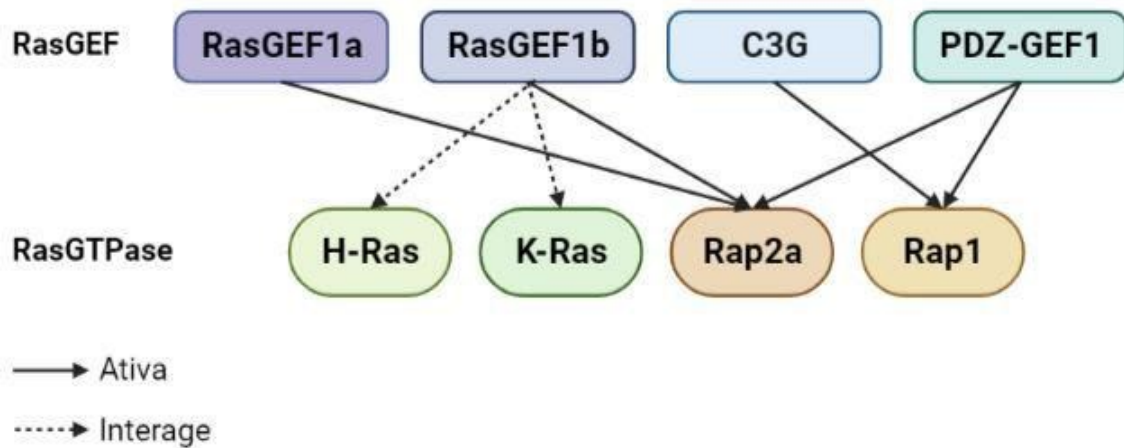 RasGEF RasGEF1a RasGEF1b C3G PDZ-GEF1
RasGTPase H-Ras K-Ras Rap2a Rap1
Ativa
Interage